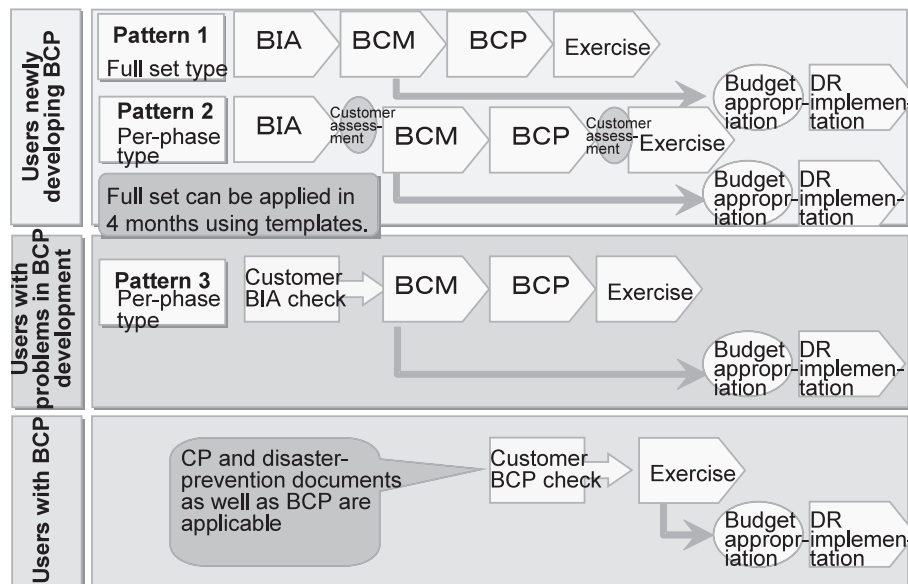 Users newly
developing BCP
Pattern 1
Full set type
BIA
BCM
BCP
Exercise
Budget
appropr-
iation
DR
implemen-
tation
Pattern 2
Per-phase
type
BIA
Customer
assess-
ment
BCM
BCP
Customer
assess-
ment
Exercise
Budget
appropr-
iation
DR
implemen-
tation
Full set can be applied in
4 months using templates.
Users with
problems in BCP
development
Pattern 3
Per-phase
type
Customer
BIA check
BCM
BCP
Exercise
Budget
appropr-
iation
DR
implemen-
tation
Users with BCP
CP and disaster-
prevention documents
as well as BCP are
applicable
Customer
BCP check
Exercise
Budget
appropr-
iation
DR
implemen-
tation